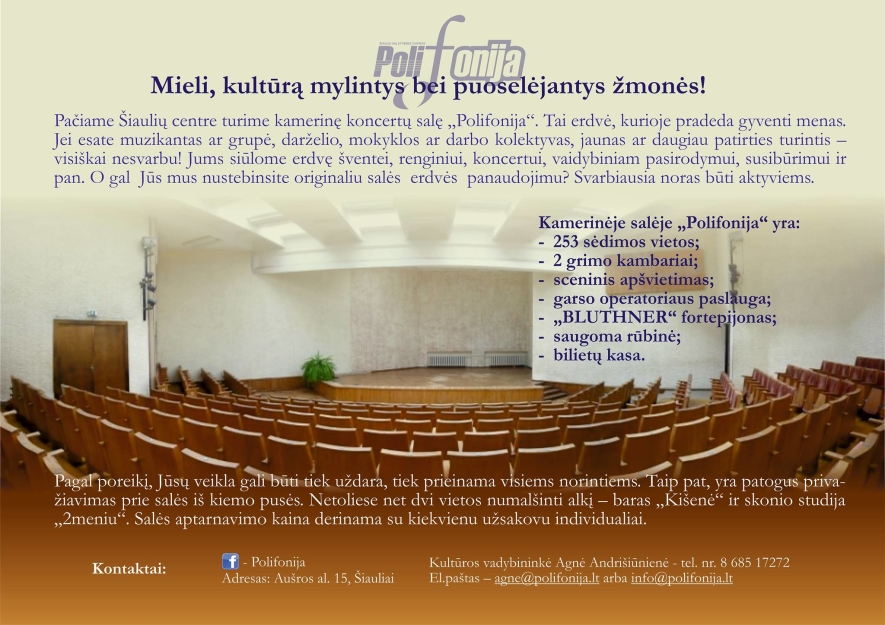 Polifonija
Mieli, kultūrą mylintys bei puoselėjantys žmonės!
Pačiame Šiaulių centre turime kamerinę koncertų salę „Polifonija“. Tai erdvė, kurioje pradeda gyventi menas.
Jei esate muzikantas ar grupė, darželio, mokyklos ar darbo kolektyvas, jaunas ar daugiau patirties turintis –
visiškai nesvarbu! Jums siūlome erdvę šventei, renginiui, koncertui, vaidybiniam pasirodymui, susibūrimui ir
pan. O gal Jūs mus nustebinsite originaliu salės erdvės panaudojimu? Svarbiausia noras būti aktyviems.
Kamerinėje salėje „Polifonija“ yra:
- 253 sėdimos vietos;
- 2 grimo kambariai;
- sceninis apšvietimas;
- garso operatoriaus paslauga;
- „BLUTHNER“ fortepijonas;
- saugoma rūbinė;
- bilietų kasa.
Pagal poreikį, Jūsų veikla gali būti tiek uždara, tiek prieinama visiems norintiems. Taip pat, yra patogus priva-
žiavimas prie salės iš kiemo pusės. Netoliese net dvi vietos numalšinti alkį – baras „Kišenė“ ir skonio studija
„2meniu“. Salės aptarnavimo kaina derinama su kiekvienu užsakovu individualiai.
Kontaktai:
f - Polifonija
Adresas: Aušros al. 15, Šiauliai
Kultūros vadybininkė Agnė Andrišiūnienė - tel. nr. 8 685 17272
El.paštas – agne@polifonija.lt arba info@polifonija.lt